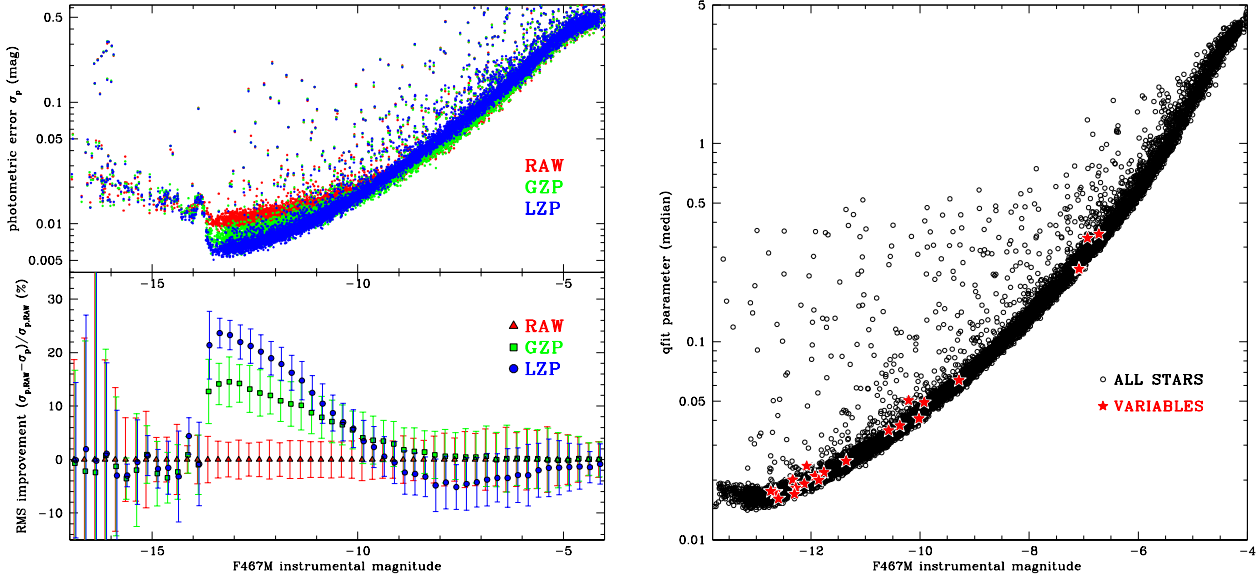 photometric error σp (mag)
0.5
0.1
0.05
0.01
0.005
RAW
GZP
LZP
−15
−10
−5
RMS improvement (σp,RAW−σp)/σp,RAW (%)
30
20
10
0
−10
RAW
GZP
LZP
−15
−10
−5
F467M instrumental magnitude
qfit parameter (median)
5
1
0.5
0.1
0.05
0.01
ALL STARS
VARIABLES
−12
−10
−8
−6
−4
F467M instrumental magnitude